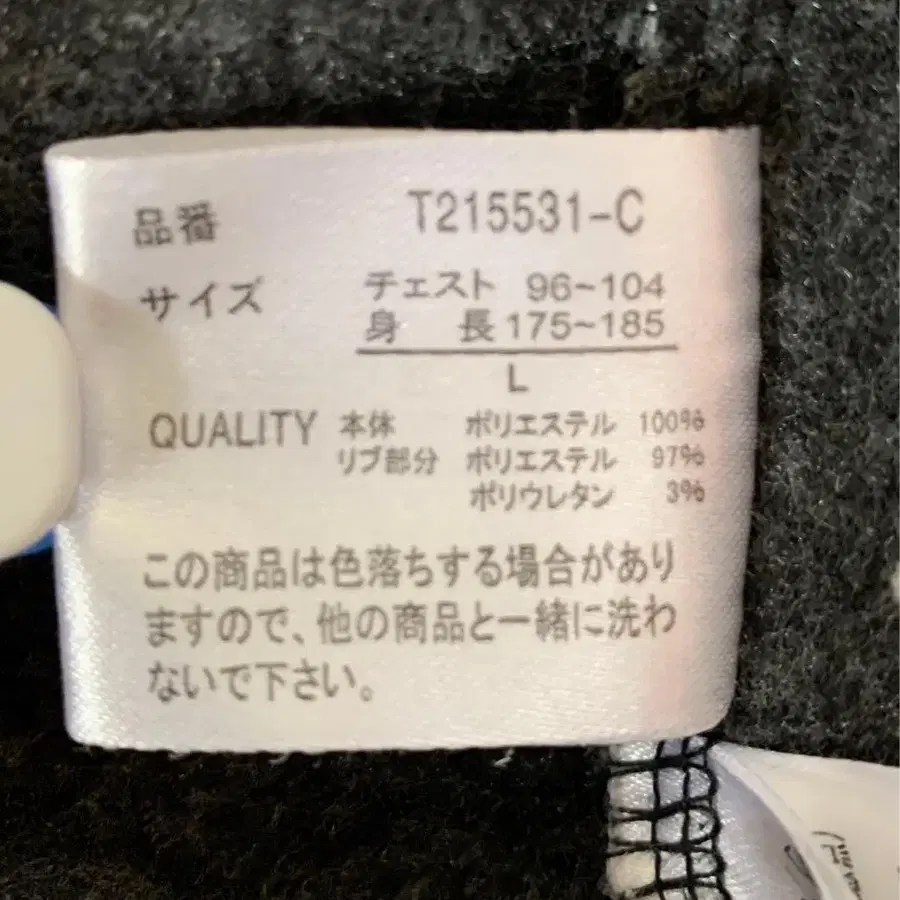 品番 T215531-C
サイズ チェスト 96~104
身 長 175~185
L
QUALITY 本体 ポリエステル 100%
リブ部分 ポリエステル 97%
ポリウレタン 3%
この商品は色落ちする場合があり
ますので、他の商品と一緒に洗わ
ないで下さい。